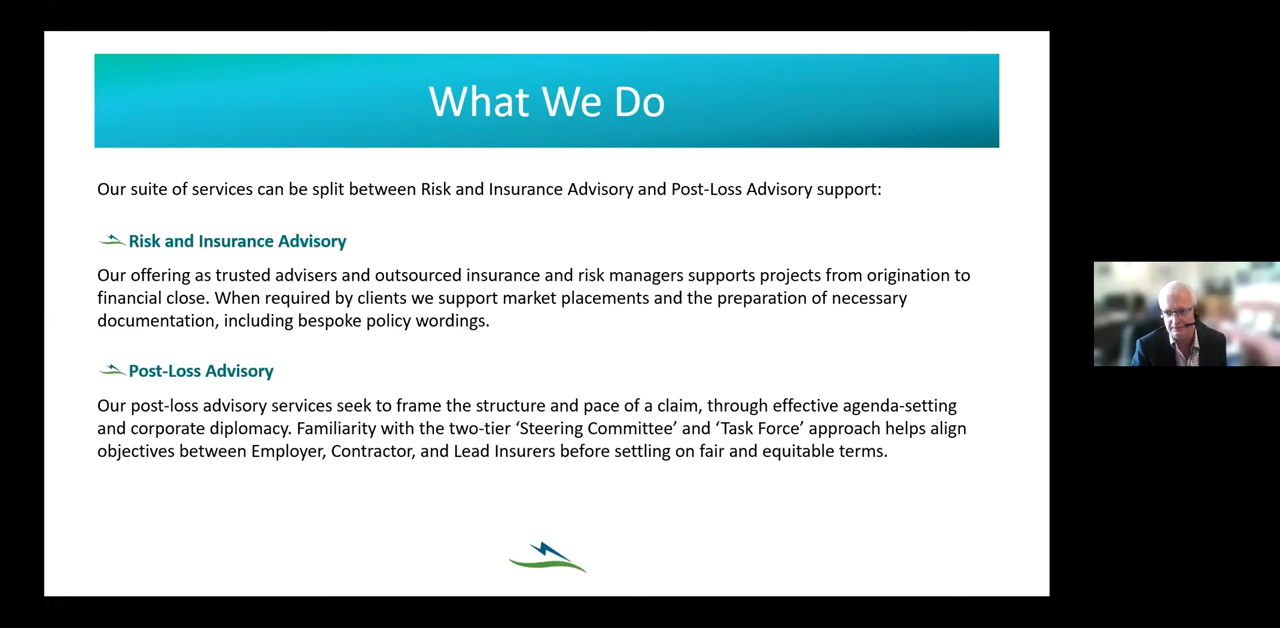 What We Do
Our suite of services can be split between Risk and Insurance Advisory and Post-Loss Advisory support:
Risk and Insurance Advisory
Our offering as trusted advisers and outsourced insurance and risk managers supports projects from origination to
financial close. When required by clients we support market placements and the preparation of necessary
documentation, including bespoke policy wordings.
Post-Loss Advisory
Our post-loss advisory services seek to frame the structure and pace of a claim, through effective agenda-setting
and corporate diplomacy. Familiarity with the two-tier ‘Steering Committee’ and ‘Task Force’ approach helps align
objectives between Employer, Contractor, and Lead Insurers before settling on fair and equitable terms.